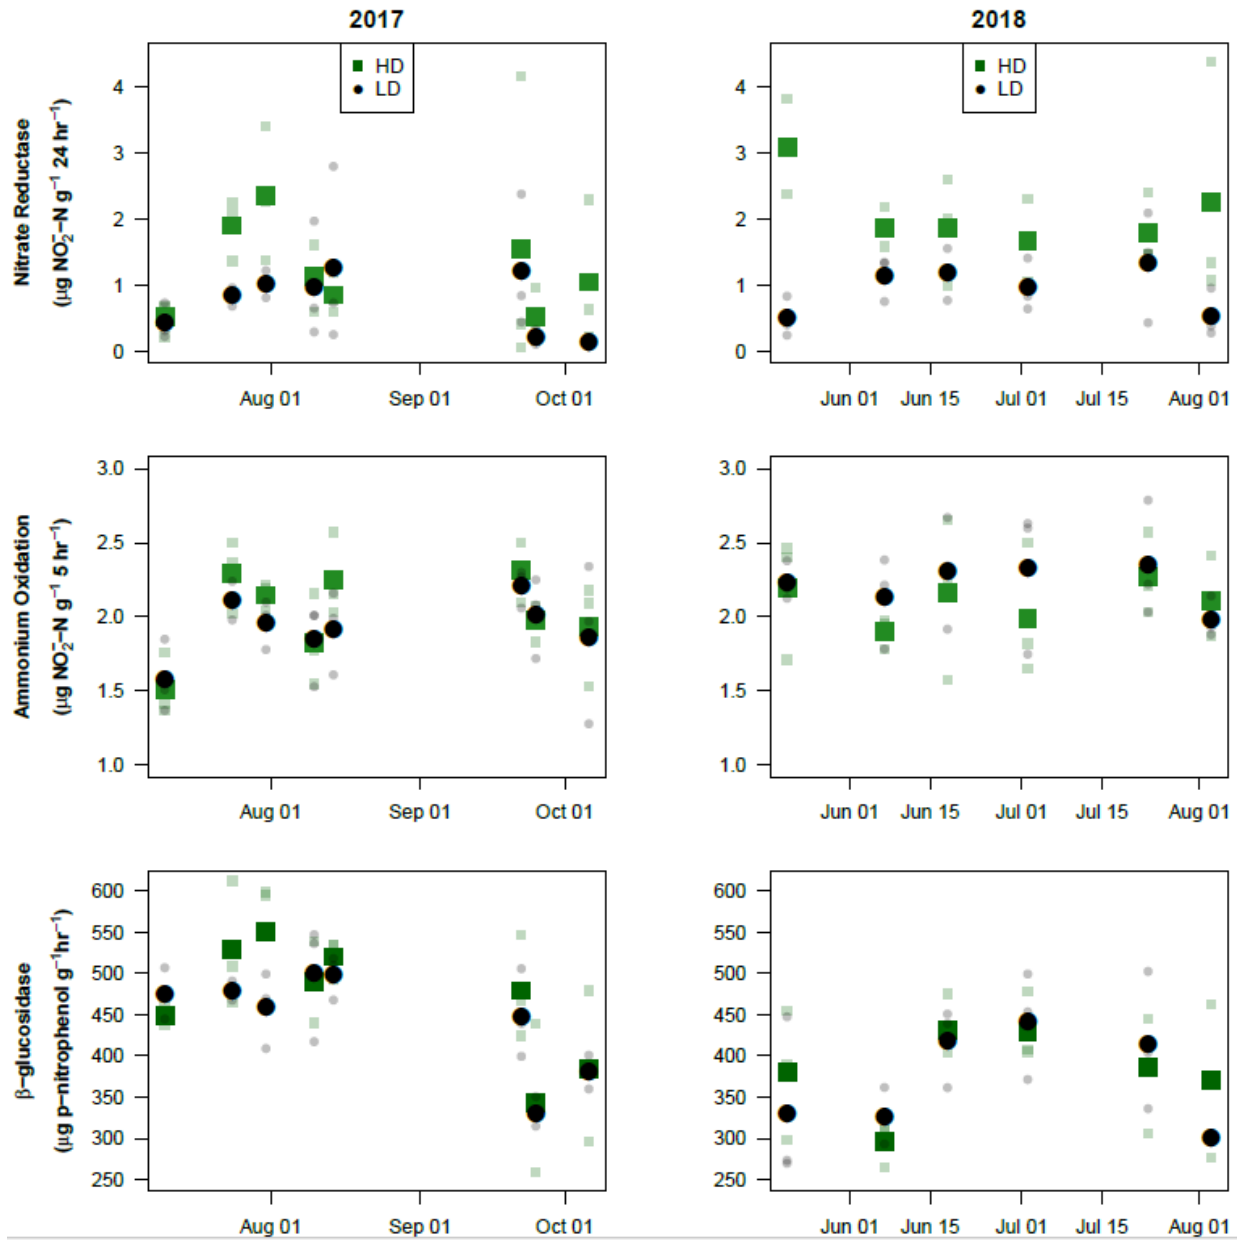 2017
2018
Nitrate Reductase
(µg NO₂⁻–N g⁻¹ 24 hr⁻¹)
HD
LD
4
3
2
1
0
Aug 01 Sep 01 Oct 01
HD
LD
4
3
2
1
0
Jun 01 Jun 15 Jul 01 Jul 15 Aug 01
Ammonium Oxidation
(µg NO₂⁻–N g⁻¹ 5 hr⁻¹)
3.0
2.5
2.0
1.5
1.0
Aug 01 Sep 01 Oct 01
3.0
2.5
2.0
1.5
1.0
Jun 01 Jun 15 Jul 01 Jul 15 Aug 01
β–glucosidase
(µg p–nitrophenol g⁻¹hr⁻¹)
600
550
500
450
400
350
300
250
Aug 01 Sep 01 Oct 01
600
550
500
450
400
350
300
250
Jun 01 Jun 15 Jul 01 Jul 15 Aug 01